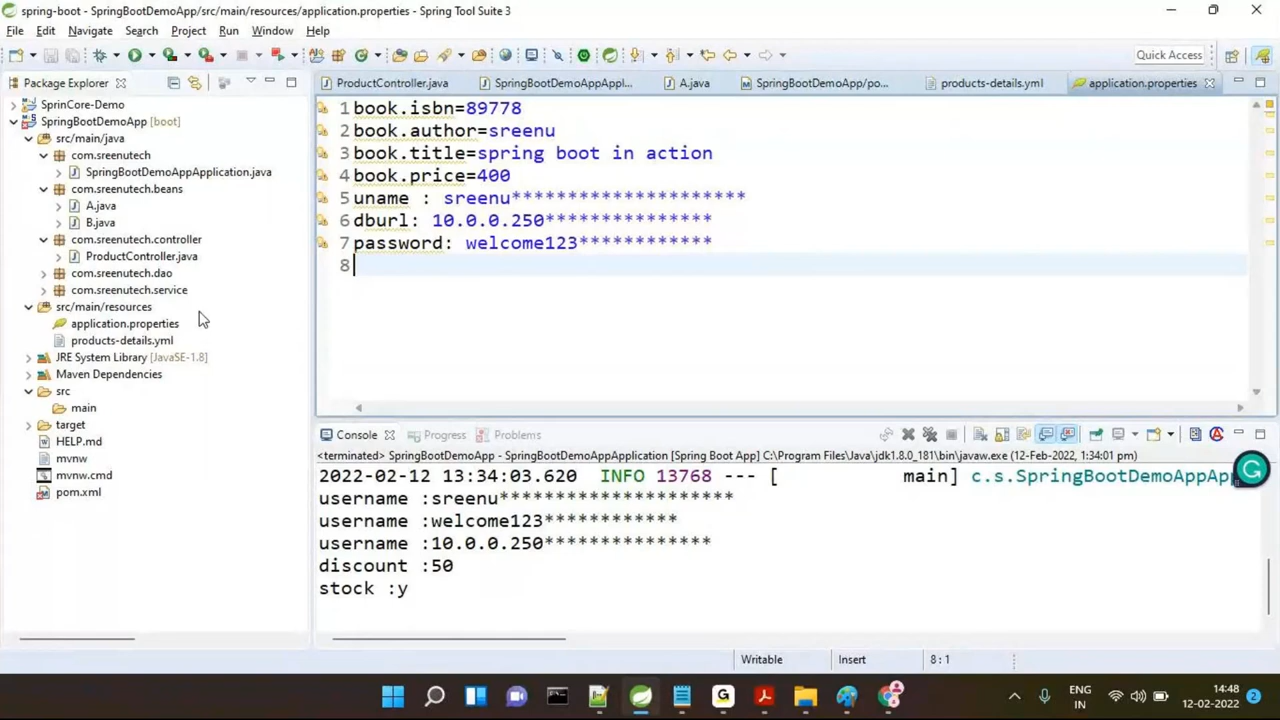 spring-boot - SpringBootDemoApp/src/main/resources/application.properties - Spring Tool Suite 3
File Edit Navigate Search Project Run Window Help
Quick Access
Package Explorer
SprinCore-Demo
SpringBootDemoApp [boot]
src/main/java
com.sreenutech
SpringBootDemoAppApplication.java
com.sreenutech.beans
A.java
B.java
com.sreenutech.controller
ProductController.java
com.sreenutech.dao
com.sreenutech.service
src/main/resources
application.properties
products-details.yml
JRE System Library [JavaSE-1.8]
Maven Dependencies
src
main
target
HELP.md
mvnw
mvnw.cmd
pom.xml
ProductController.java SpringBootDemoAppAppl... A.java SpringBootDemoApp/po... products-details.yml application.properties
1 book.isbn=89778
2 book.author=sreenu
3 book.title=spring boot in action
4 book.price=400
5 uname : sreenu*********************
6 dburl: 10.0.0.250***************
7 password: welcome123************
8
Console Progress Problems
<terminated> SpringBootDemoApp - SpringBootDemoAppApplication [Spring Boot App] C:\Program Files\Java\jdk1.8.0_181\bin\javaw.exe (12-Feb-2022, 1:34:01 pm)
2022-02-12 13:34:03.620 INFO 13768 --- [ main] c.s.SpringBootDemoAppApp
username :sreenu*********************
username :welcome123************
username :10.0.0.250***************
discount :50
stock :y
Writable Insert 8 : 1
ENG
IN
14:48
12-02-2022
2